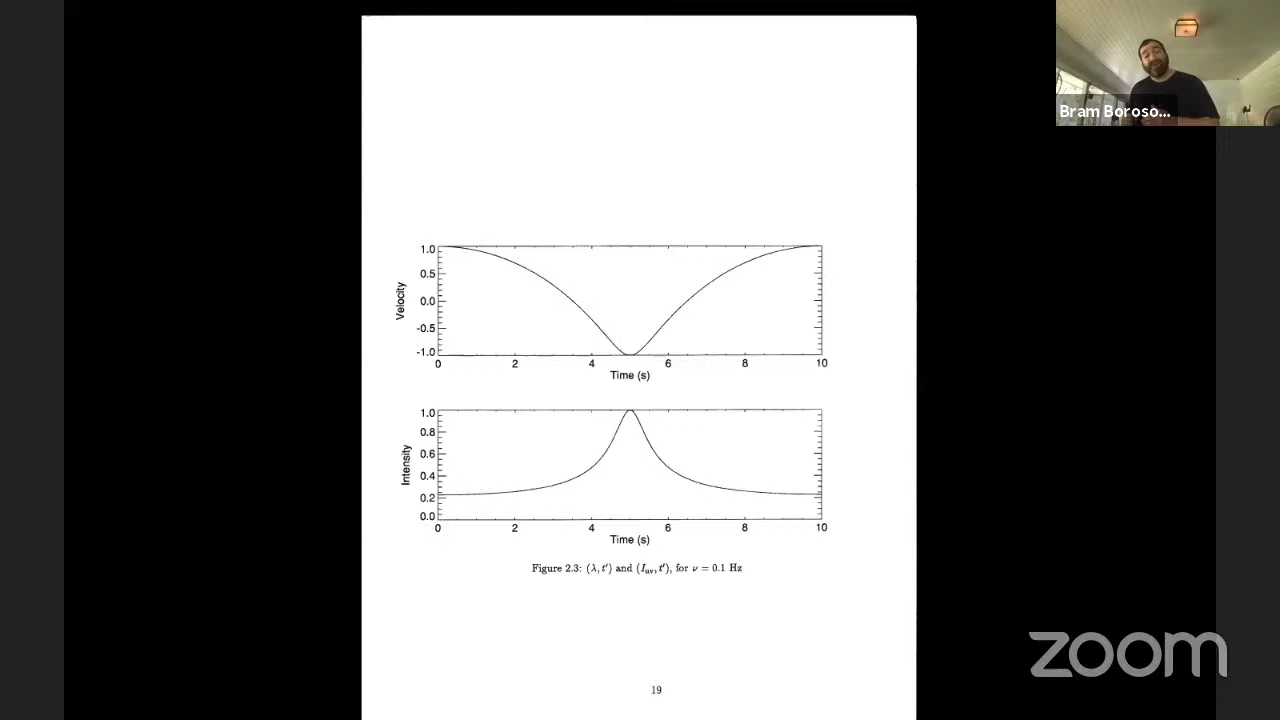 Bram Boroso...
1.0
0.5
0.0
-0.5
-1.0
Velocity
0 2 4 6 8 10
Time (s)
1.0
0.8
0.6
0.4
0.2
0.0
Intensity
0 2 4 6 8 10
Time (s)
Figure 2.3: (λ, t′) and (Iuv, t′), for ν = 0.1 Hz
zoom
19